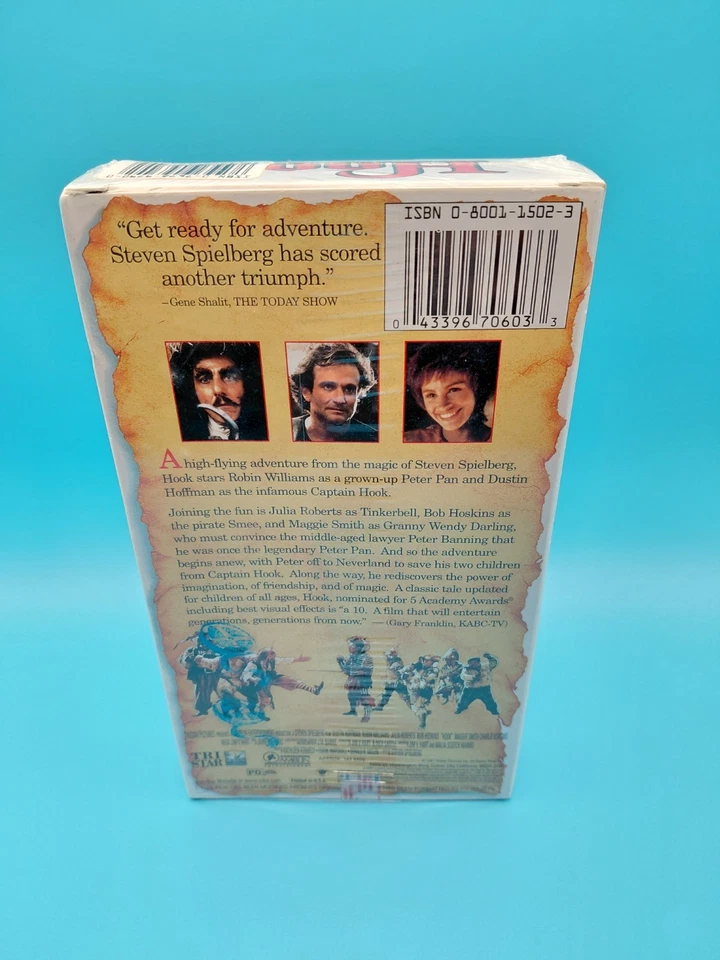 “Get ready for adventure.
Steven Spielberg has scored
another triumph.”
–Gene Shalit, THE TODAY SHOW
ISBN 0-8001-1502-3
0 43396 70603 3
A high-flying adventure from the magic of Steven Spielberg,
Hook stars Robin Williams as a grown-up Peter Pan and Dustin
Hoffman as the infamous Captain Hook.
Joining the fun is Julia Roberts as Tinkerbell, Bob Hoskins as
the pirate Smee, and Maggie Smith as Granny Wendy Darling,
who must convince the middle-aged lawyer Peter Banning that
he was once the legendary Peter Pan. And so the adventure
begins anew, with Peter off to Neverland to save his two children
from Captain Hook. Along the way, he rediscovers the power of
imagination, of friendship, and of magic. A classic tale updated
for children of all ages, Hook, nominated for 5 Academy Awards®
including best visual effects is “a 10. A film that will entertain
generations, generations from now.” —(Gary Franklin, KABC-TV)
TRI
STAR
PG